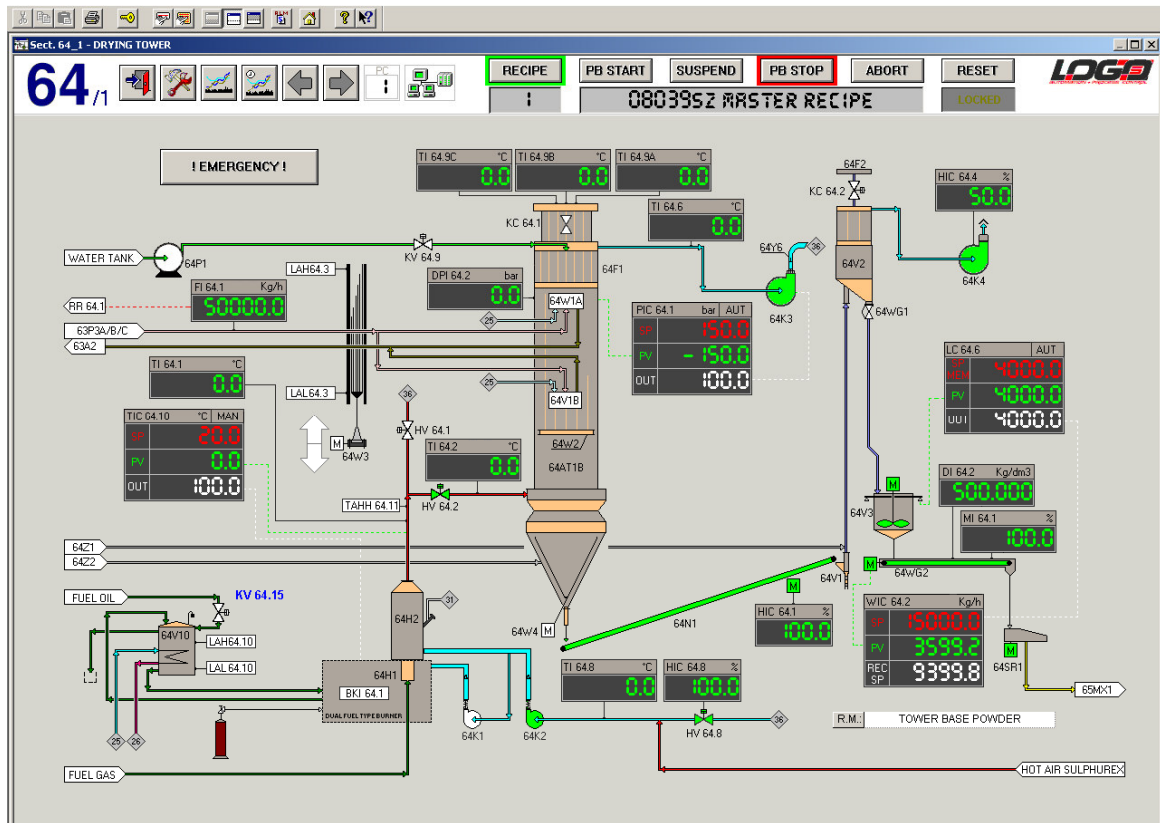 Sect. 64_1 - DRYING TOWER
64/1
PC
1
RECIPE
PB START
SUSPEND
PB STOP
ABORT
RESET
1
08039SZ MASTER RECIPE
LOCKED
LOGO
AUTOMATION & PROCESS CONTROL
! EMERGENCY !
TI 64.9C °C
0.0
TI 64.9B °C
0.0
TI 64.9A °C
0.0
64F2
KC 64.2
HIC 64.4 %
50.0
KC 64.1
TI 64.6 °C
0.0
WATER TANK
64P1
KV 64.9
64F1
64Y6
36
64V2
64K4
LAH64.3
DPI 64.2 bar
0.0
FI 64.1 Kg/h
50000.0
RR 64.1
64W1A
25
64K3
64WG1
PIC 64.1 bar AUT
SP 150.0
PV -150.0
OUT 100.0
63P3A/B/C
63A2
LC 64.6 AUT
SP MEM 4000.0
PV 4000.0
OUT 4000.0
TI 64.1 °C
0.0
25
64V1B
LAL64.3
36
TIC 64.10 °C MAN
SP 20.0
PV 0.0
OUT 100.0
HV 64.1
M
64W3
TI 64.2 °C
0.0
64W2
64AT1B
DI 64.2 Kg/dm3
500.000
M
64V3
TAHH 64.11
HV 64.2
MI 64.1 %
100.0
64Z1
64Z2
64V1
M
64WG2
FUEL OIL
KV 64.15
64H2
31
64N1
M
HIC 64.1 %
100.0
WIC 64.2 Kg/h
SP 15000.0
PV 3599.2
REC SP 9399.8
64V10
LAH64.10
LAL 64.10
64W4
M
M
64SR1
64H1
BKI 64.1
DUAL FUEL TYPE BURNER
TI 64.8 °C
0.0
HIC 64.8 %
100.0
65MX1
25
26
64K1
64K2
HV 64.8
36
R.M.:
TOWER BASE POWDER
FUEL GAS
HOT AIR SULPHUREX